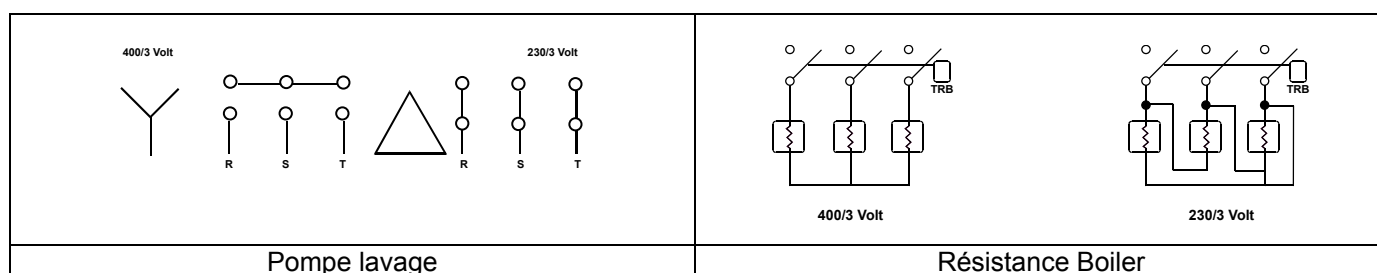 400/3 Volt
230/3 Volt
R S T
R S T
Pompe lavage
TRB
TRB
400/3 Volt
230/3 Volt
Résistance Boiler